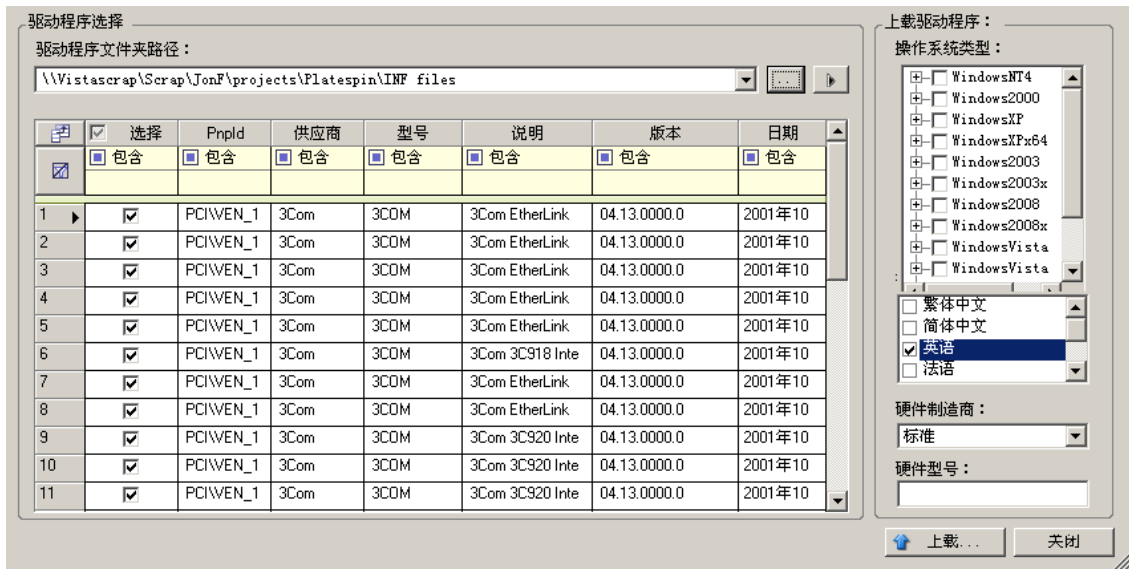 驱动程序选择
驱动程序文件夹路径：
\\Vistascrap\Scrap\JonF\projects\Platespin\INF files
..
选择 PnpId 供应商 型号 说明 版本 日期
包含 包含 包含 包含 包含 包含 包含
1 PCI\VEN_1 3Com 3COM 3Com EtherLink 04.13.0000.0 2001年10
2 PCI\VEN_1 3Com 3COM 3Com EtherLink 04.13.0000.0 2001年10
3 PCI\VEN_1 3Com 3COM 3Com EtherLink 04.13.0000.0 2001年10
4 PCI\VEN_1 3Com 3COM 3Com EtherLink 04.13.0000.0 2001年10
5 PCI\VEN_1 3Com 3COM 3Com EtherLink 04.13.0000.0 2001年10
6 PCI\VEN_1 3Com 3COM 3Com 3C918 Inte 04.13.0000.0 2001年10
7 PCI\VEN_1 3Com 3COM 3Com EtherLink 04.13.0000.0 2001年10
8 PCI\VEN_1 3Com 3COM 3Com EtherLink 04.13.0000.0 2001年10
9 PCI\VEN_1 3Com 3COM 3Com 3C920 Inte 04.13.0000.0 2001年10
10 PCI\VEN_1 3Com 3COM 3Com 3C920 Inte 04.13.0000.0 2001年10
11 PCI\VEN_1 3Com 3COM 3Com 3C920 Inte 04.13.0000.0 2001年10
上载驱动程序：
操作系统类型：
WindowsNT4
Windows2000
WindowsXP
WindowsXPx64
Windows2003
Windows2003x
Windows2008
Windows2008x
WindowsVista
WindowsVista
繁体中文
简体中文
英语
法语
硬件制造商：
标准
硬件型号：
上载...
关闭